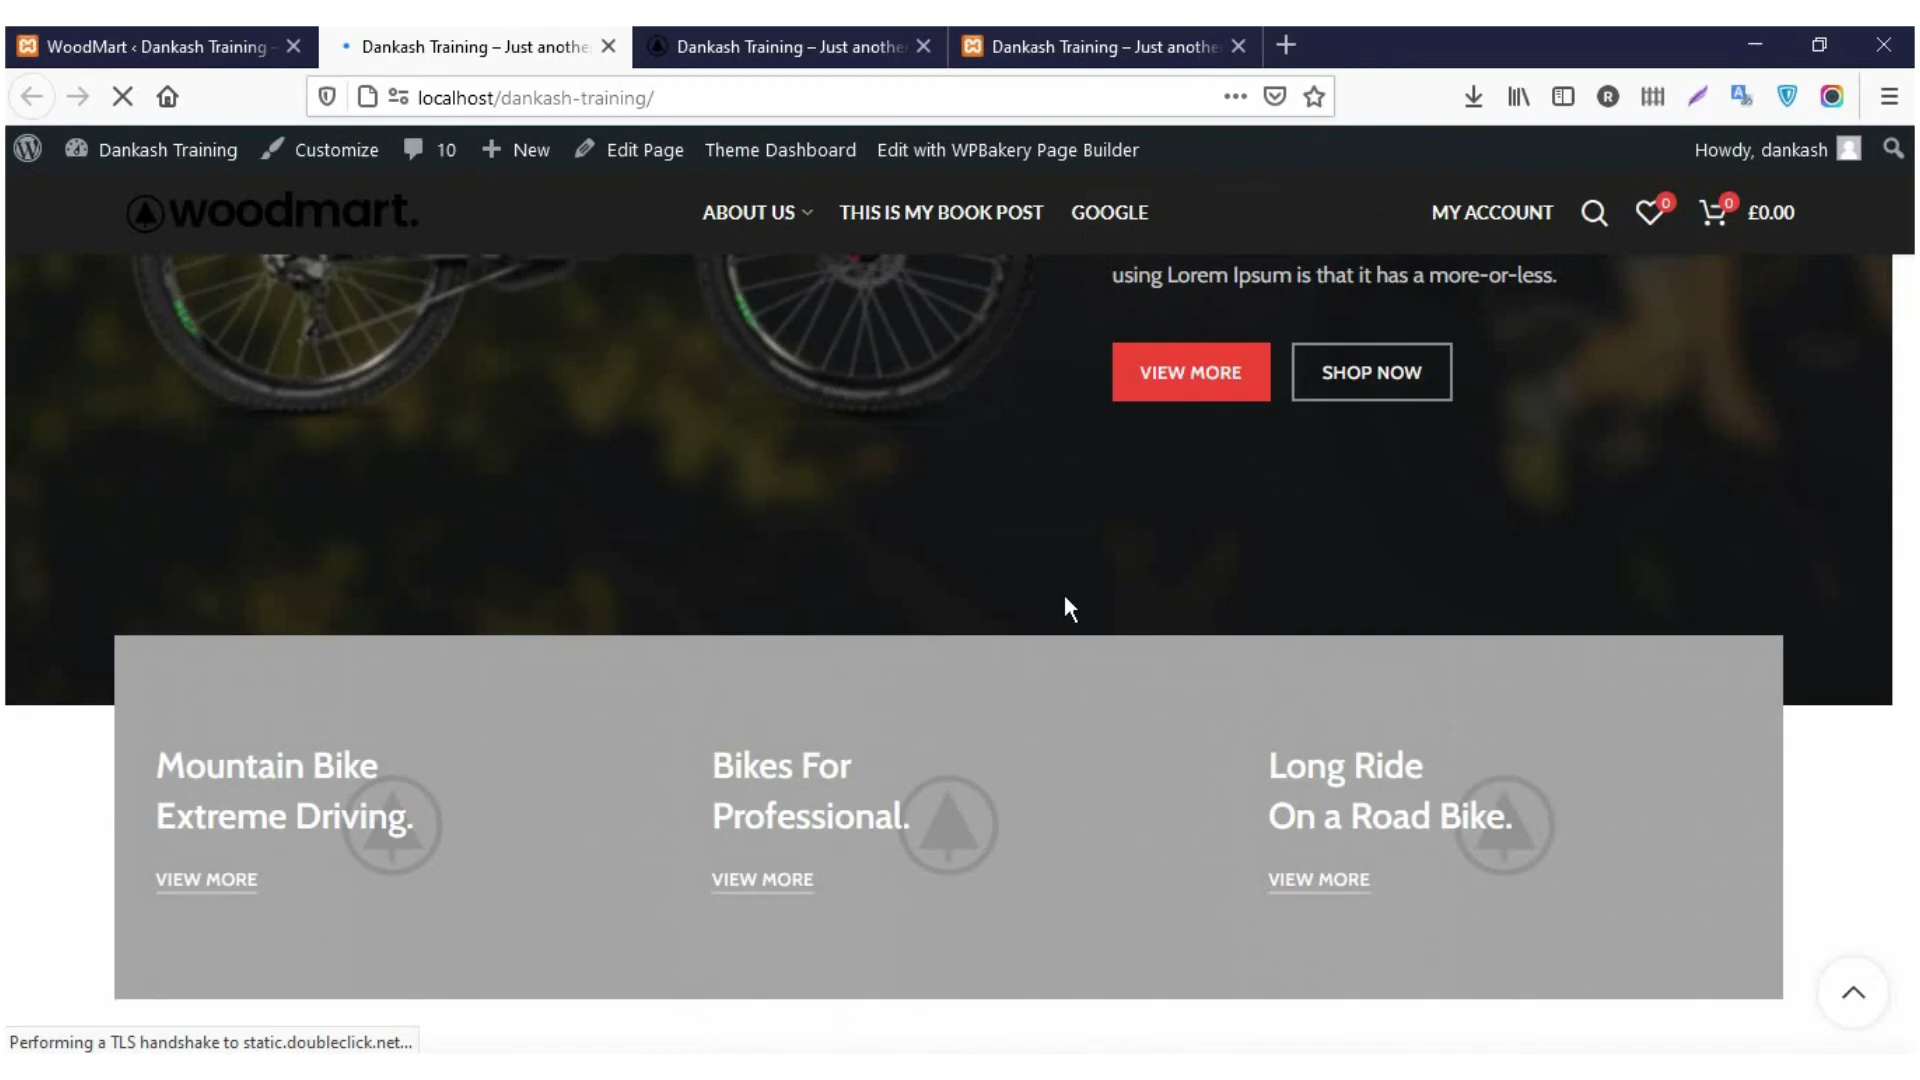 WoodMart ‹ Dankash Training –
Dankash Training – Just anothe
Dankash Training – Just anothe
Dankash Training – Just anothe
localhost/dankash-training/
Dankash Training
Customize
10
New
Edit Page
Theme Dashboard
Edit with WPBakery Page Builder
Howdy, dankash
woodmart.
ABOUT US
THIS IS MY BOOK POST
GOOGLE
MY ACCOUNT
0
0
£0.00
using Lorem Ipsum is that it has a more-or-less.
VIEW MORE
SHOP NOW
Mountain Bike
Extreme Driving.
VIEW MORE
Bikes For
Professional.
VIEW MORE
Long Ride
On a Road Bike.
VIEW MORE
Performing a TLS handshake to static.doubleclick.net...